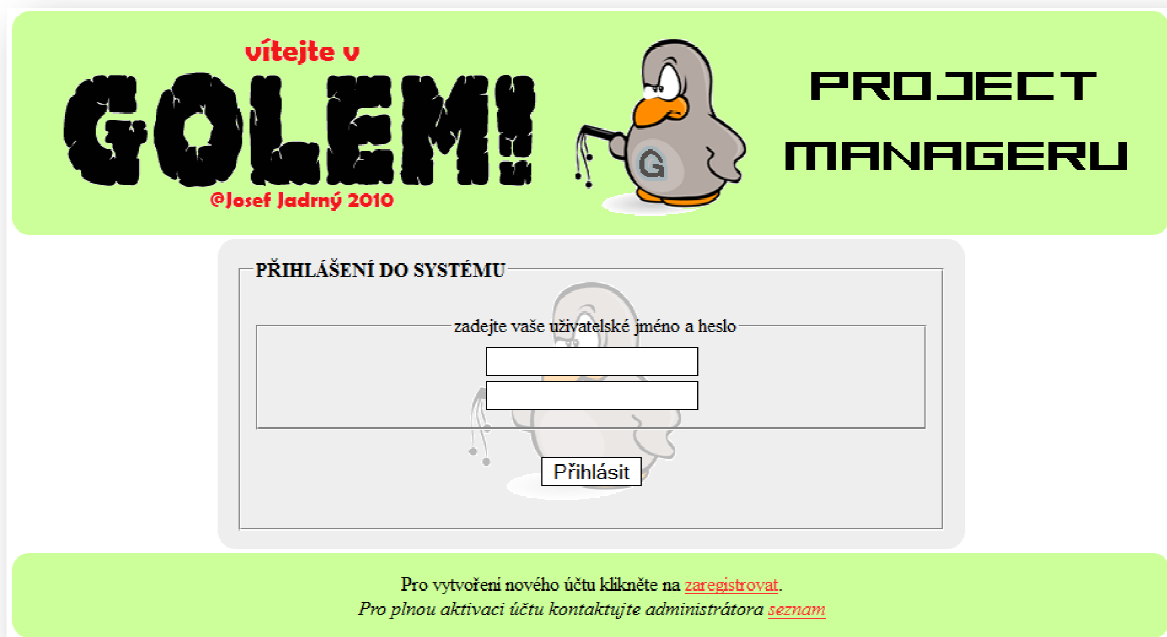 vítejte v
GOLEM!
@Josef Jadrný 2010
G
PROJECT
MANAGERU
PŘIHLÁŠENÍ DO SYSTÉMU
zadejte vaše uživatelské jméno a heslo
Přihlásit
Pro vytvoření nového účtu klikněte na zaregistrovat.
Pro plnou aktivaci účtu kontaktujte administrátora seznam